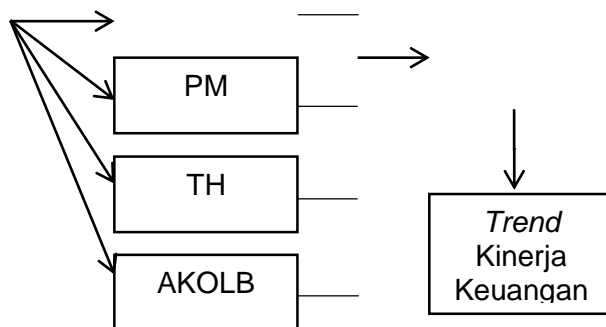 PM
TH
AKOLB
Trend
Kinerja
Keuangan